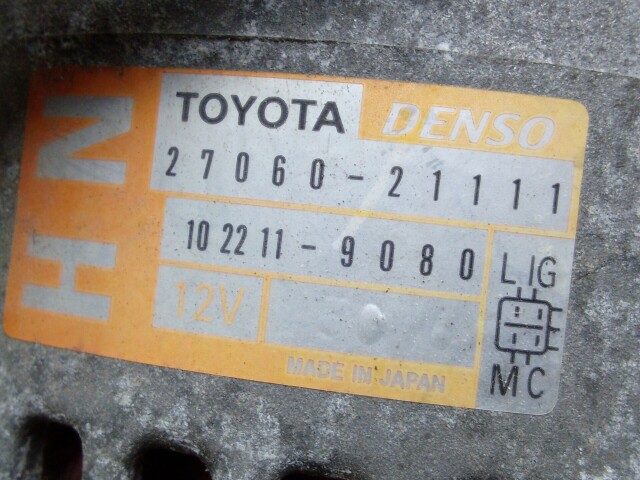 HN
TOYOTA DENSO
27060-21111
102211-9080
12V
L IG
M C
MADE IN JAPAN